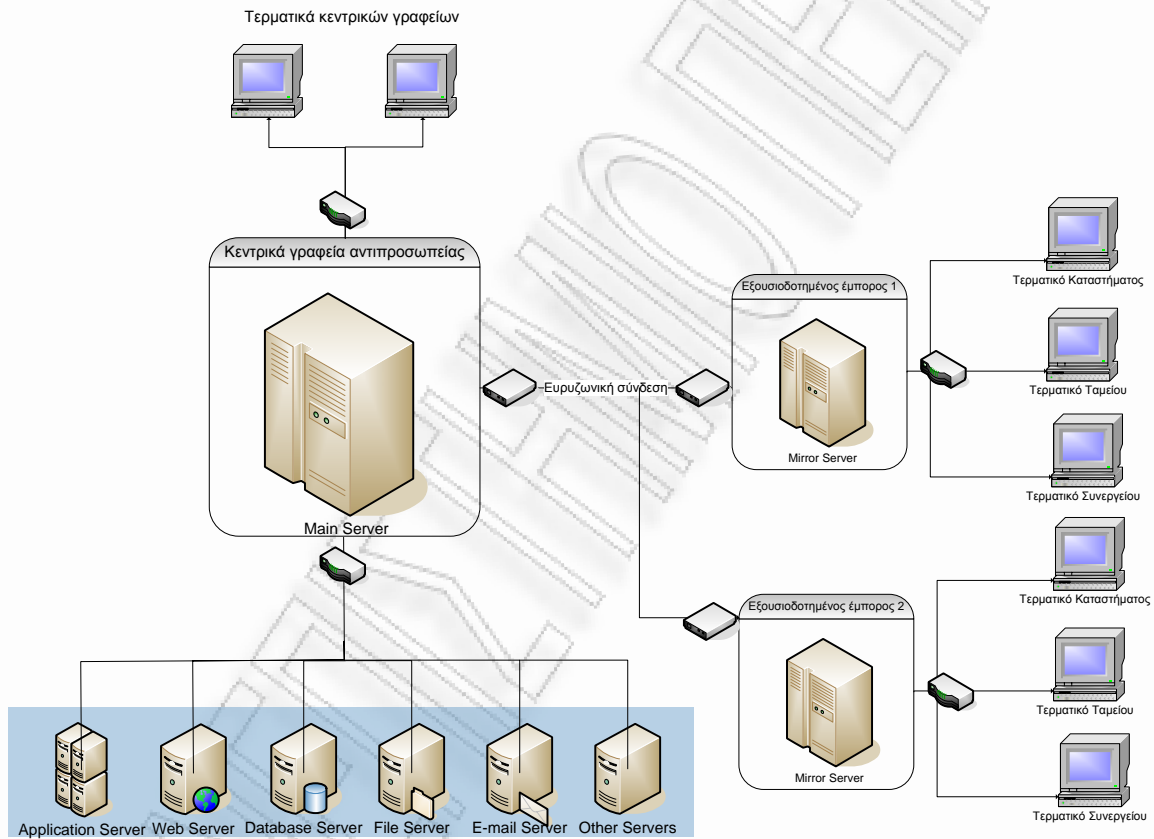 Τερματικά κεντρικών γραφείων
Κεντρικά γραφεία αντιπροσωπείας
Main Server
Ευρυζωνική σύνδεση
Εξουσιοδοτημένος έμπορος 1
Mirror Server
Τερματικό Καταστήματος
Τερματικό Ταμείου
Τερματικό Συνεργείου
Εξουσιοδοτημένος έμπορος 2
Mirror Server
Τερματικό Καταστήματος
Τερματικό Ταμείου
Τερματικό Συνεργείου
Application Server
Web Server
Database Server
File Server
E-mail Server
Other Servers